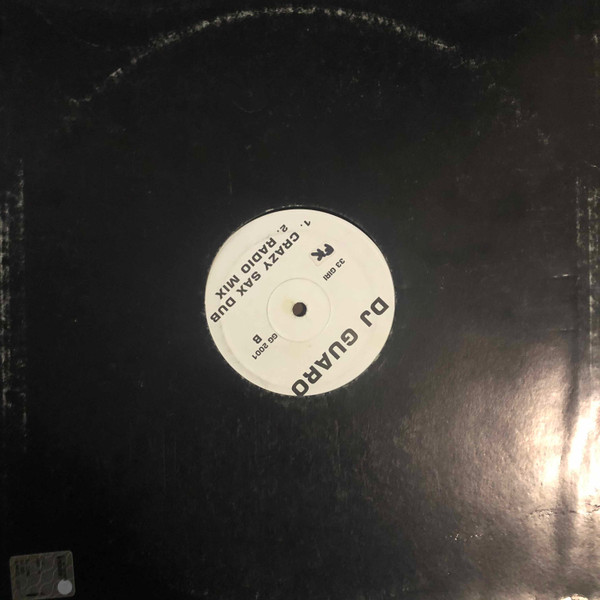 DJ GUARO
33 GIRI
GG 2001
B
1. CRAZY SAX DUB
2. RADIO MIX